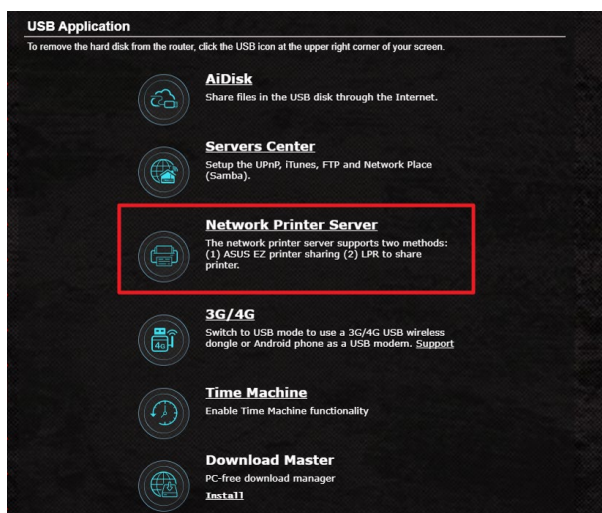 USB Application
To remove the hard disk from the router, click the USB icon at the upper right corner of your screen.
AiDisk
Share files in the USB disk through the Internet.
Servers Center
Setup the UPnP, iTunes, FTP and Network Place
(Samba).
Network Printer Server
The network printer server supports two methods:
(1) ASUS EZ printer sharing (2) LPR to share
printer.
3G/4G
4G
Switch to USB mode to use a 3G/4G USB wireless
dongle or Android phone as a USB modem. Support
Time Machine
Enable Time Machine functionality
Download Master
PC-free download manager
Install